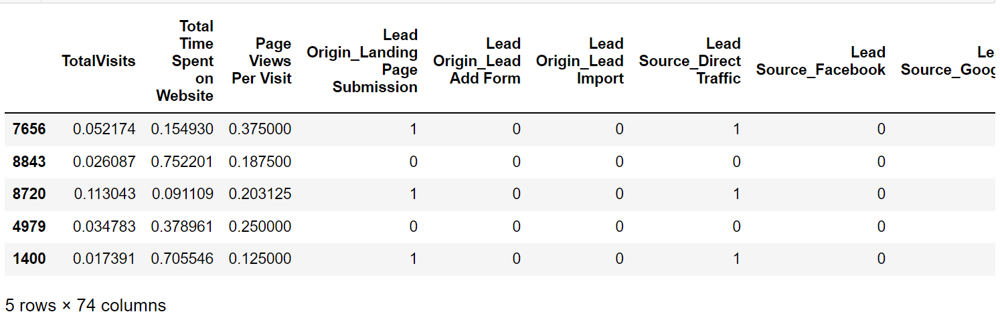 TotalVisits Total Time Spent on Website Page Views Per Visit Lead Origin_Landing Page Submission Lead Origin_Lead Add Form Lead Origin_Lead Import Lead Source_Direct Traffic Lead Source_Facebook
7656 0.052174 0.154930 0.375000 1 0 0 1 0
8843 0.026087 0.752201 0.187500 0 0 0 0 0
8720 0.113043 0.091109 0.203125 1 0 0 1 0
4979 0.034783 0.378961 0.250000 0 0 0 0 0
1400 0.017391 0.705546 0.125000 1 0 0 1 0
5 rows × 74 columns